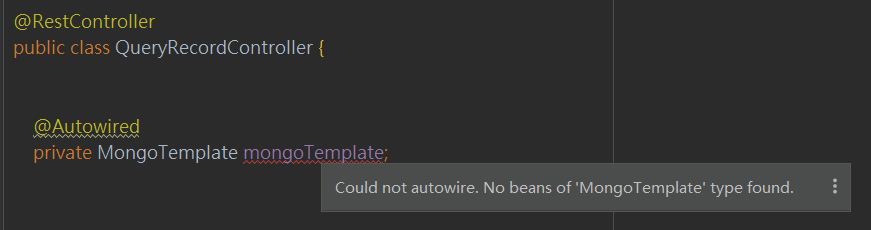 @RestController
public class QueryRecordController {
@Autowired
private MongoTemplate mongoTemplate;
Could not autowire. No beans of 'MongoTemplate' type found.